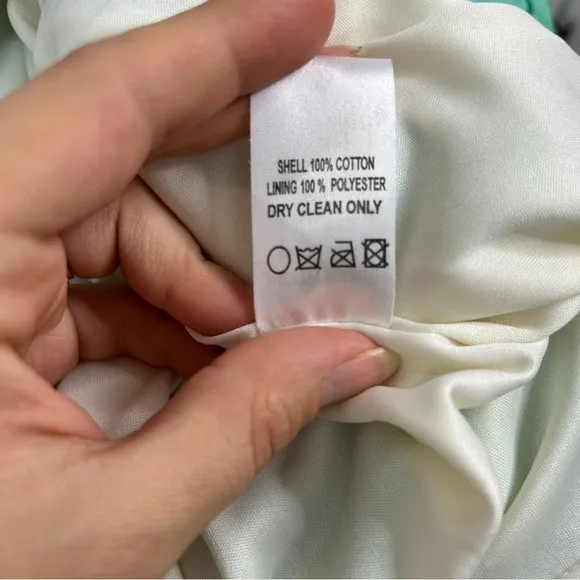 SHELL 100% COTTON
LINING 100 % POLYESTER
DRY CLEAN ONLY